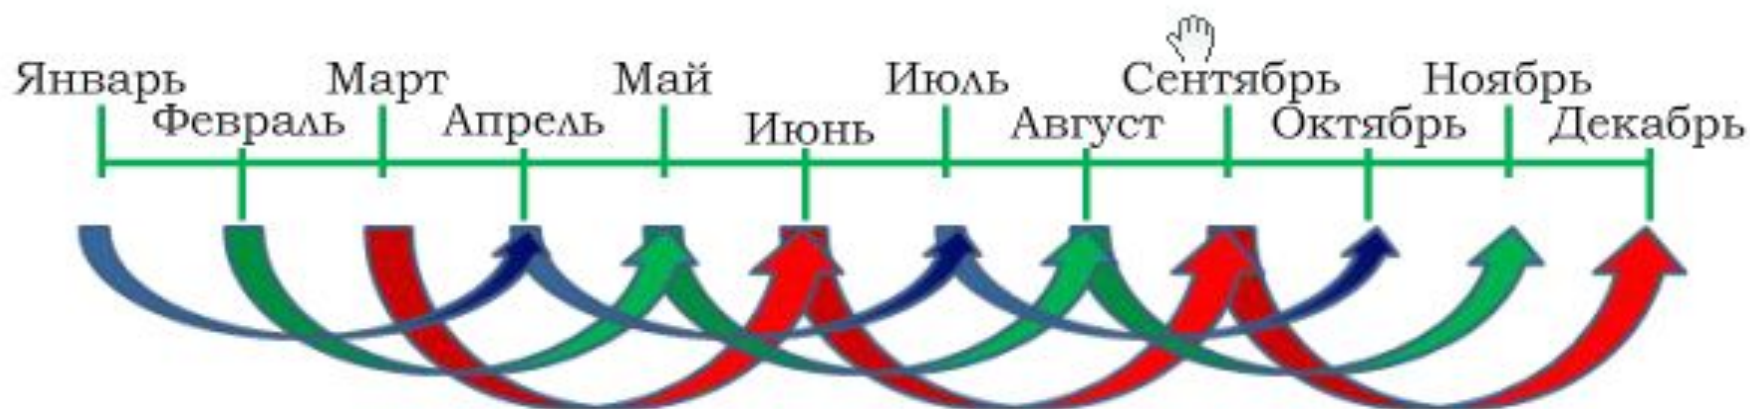 Январь Март Май Июль Сентябрь Ноябрь
Февраль Апрель Июнь Август Октябрь Декабрь